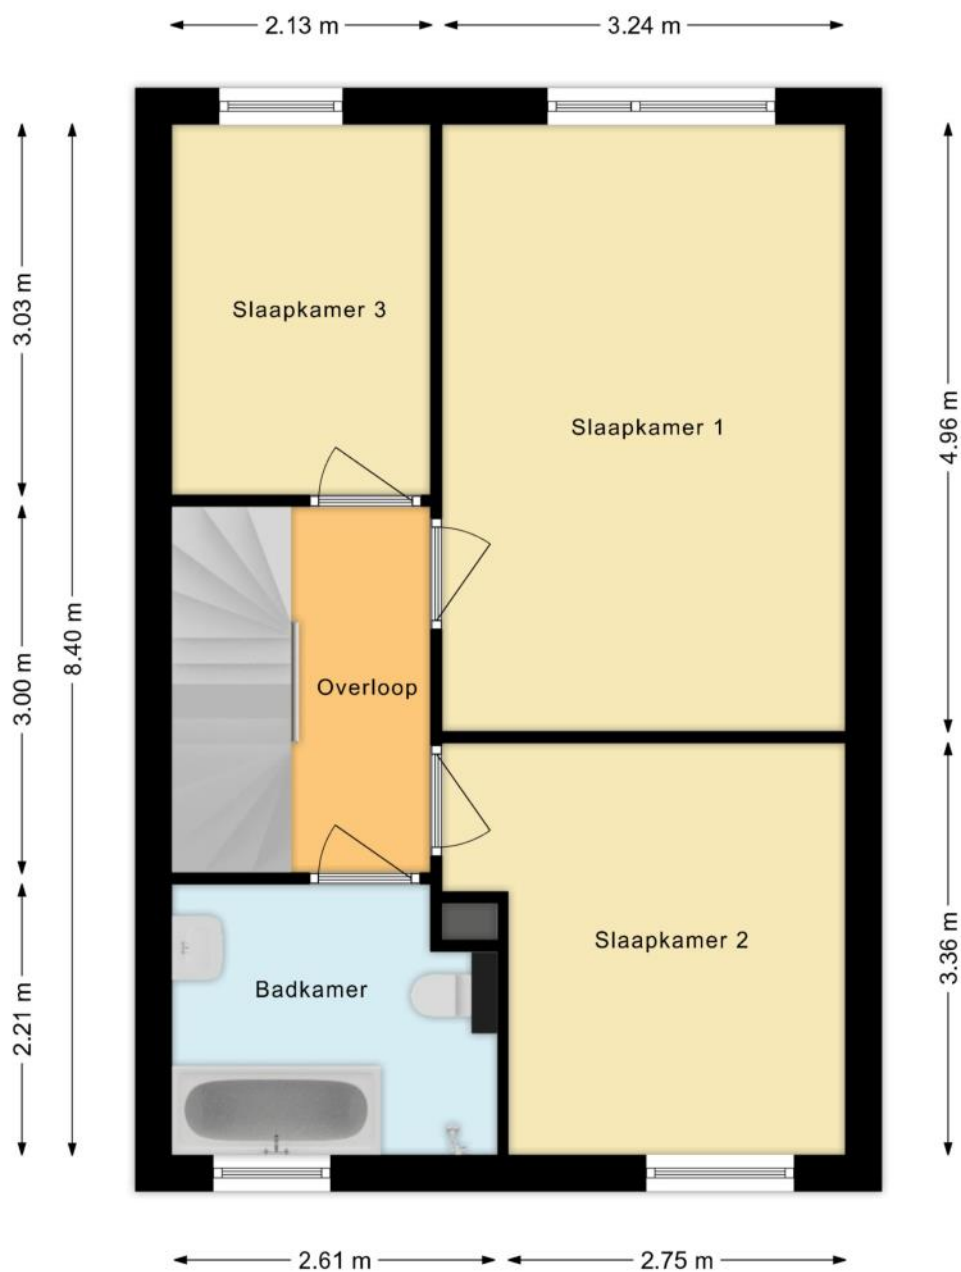 2.13 m
3.24 m
3.03 m
3.00 m
2.21 m
8.40 m
Slaapkamer 3
Slaapkamer 1
4.96 m
Overloop
Slaapkamer 2
3.36 m
Badkamer
2.61 m
2.75 m